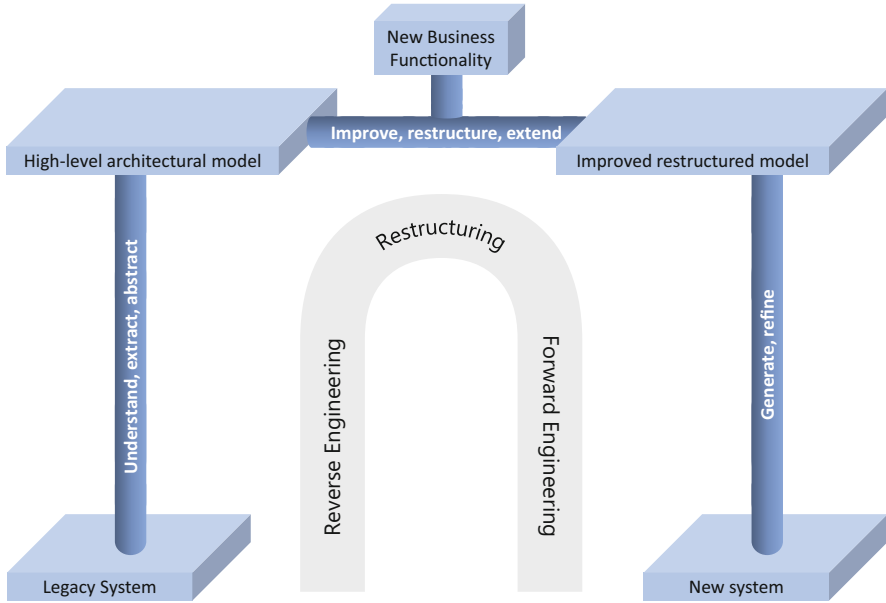 New Business
Functionality
Improve, restructure, extend
High-level architectural model
Improved restructured model
Restructuring
Understand, extract, abstract
Reverse Engineering
Forward Engineering
Generate, refine
Legacy System
New system